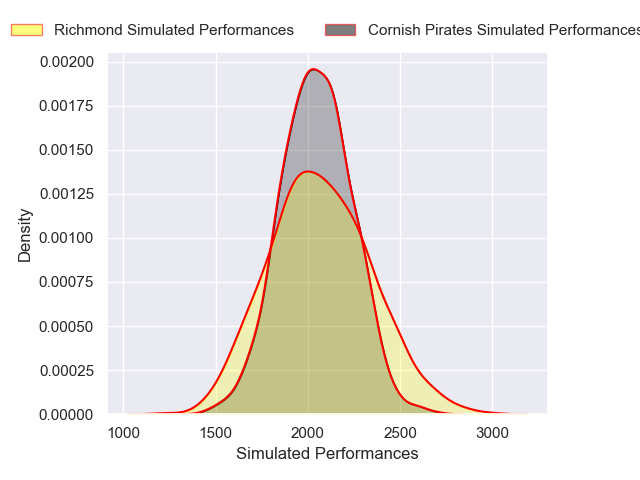 Richmond Simulated Performances Cornish Pirates Simulated Performances
0.00200
0.00175
0.00150
0.00125
0.00100
0.00075
0.00050
0.00025
0.00000
Density
1000 1500 2000 2500 3000
Simulated Performances